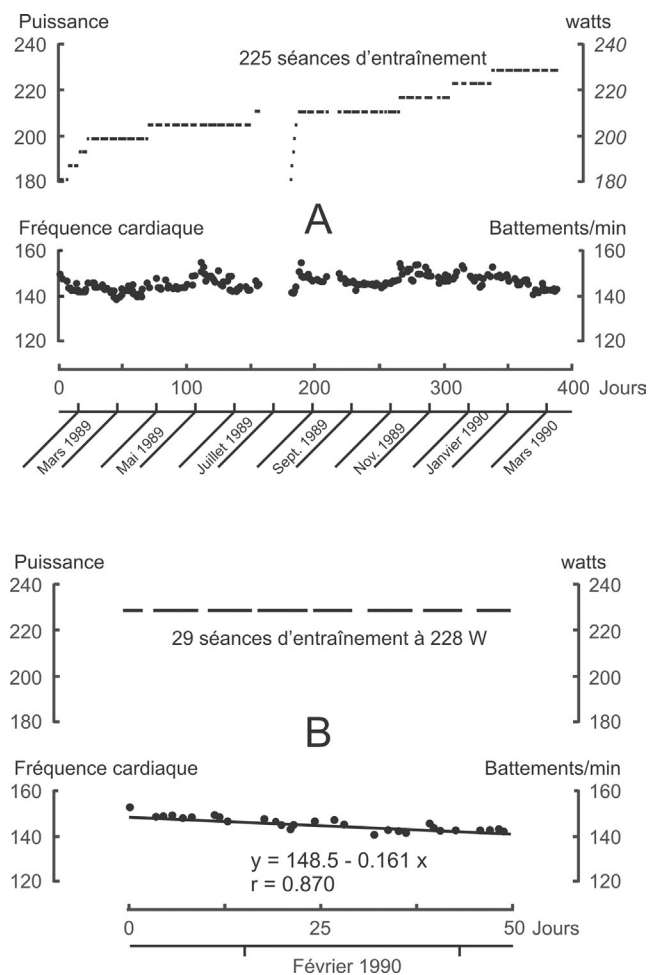 Puissance watts
240 240
225 séances d’entraînement
220 220
200 200
180 180
A
Fréquence cardiaque Battements/min
160 160
140 140
120 120
0 100 200 300 400 Jours
Mars 1989 Mai 1989 Juillet 1989 Sept. 1989 Nov. 1989 Janvier 1990 Mars 1990
Puissance watts
240 240
220 220
29 séances d’entraînement à 228 W
200 200
180 180
B
Fréquence cardiaque Battements/min
160 160
140 140
y = 148.5 - 0.161 x
r = 0.870
120 120
0 25 50 Jours
Février 1990